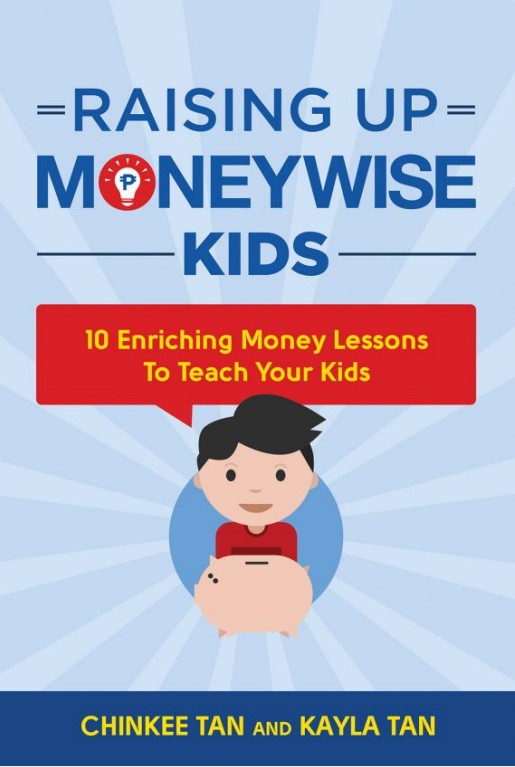 RAISING UP
MONEYWISE
KIDS
10 Enriching Money Lessons
To Teach Your Kids
CHINKEE TAN AND KAYLA TAN